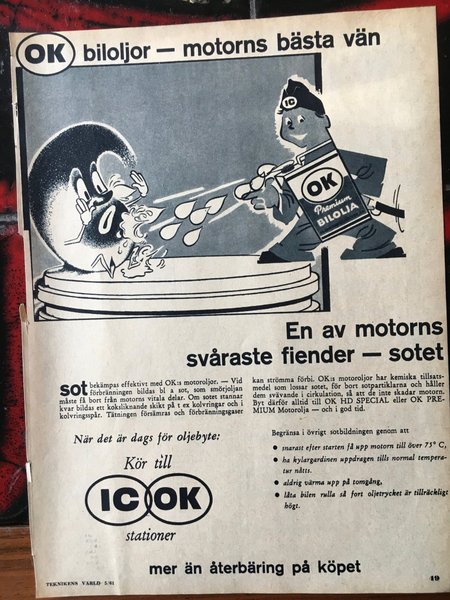 OK biloljor — motorns bästa vän
IC
OK
Premium
BILOLJA
En av motorns
svåraste fiender — sotet
sot bekämpas effektivt med OK:s motoroljor. — Vid
förbränningen bildas bl a sot, som smörjoljan
måste få bort från motorns vitala delar. Om sotet stannar
kvar bildas ett koksliknande skikt på t ex kolvringar och i
kolvringsspår. Tätningen försämras och förbränningsgaser
kan strömma förbi. OK:s motoroljor har kemiska tillsats-
medel som lossar sotet, för bort sotpartiklarna och håller
dem svävande i cirkulation, så att de inte skadar motorn.
Byt därför alltid till OK HD SPECIAL eller OK PRE-
MIUM Motorolja — och i god tid.
När det är dags för oljebyte:
Kör till
IC OK
stationer
Begränsa i övrigt sotbildningen genom att
• snarast efter starten få upp motorn till över 75° C,
• ha kylargardinen uppdragen tills normal tempera-
tur nåtts.
• aldrig värma upp på tomgång,
• låta bilen rulla så fort oljetrycket är tillräckligt
högt.
mer än återbäring på köpet
TEKNIKENS VÄRLD 5/61
49